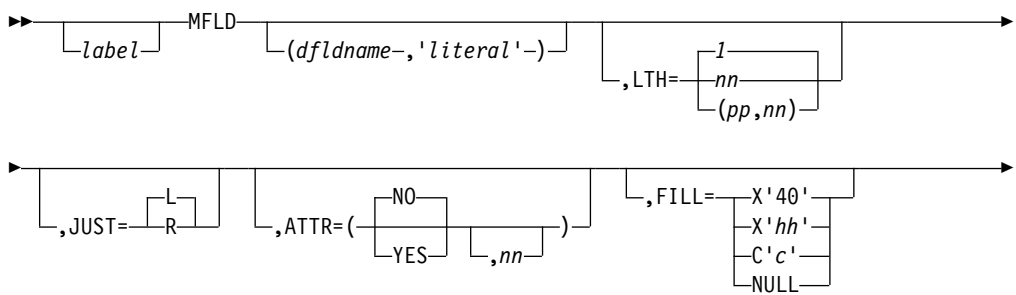 label MFLD (dfldname ,'literal' )
,LTH= 1
nn
(pp,nn)
,JUST= L
R
,ATTR=( NO
YES ,nn )
,FILL= X'40'
X'hh'
C'c'
NULL